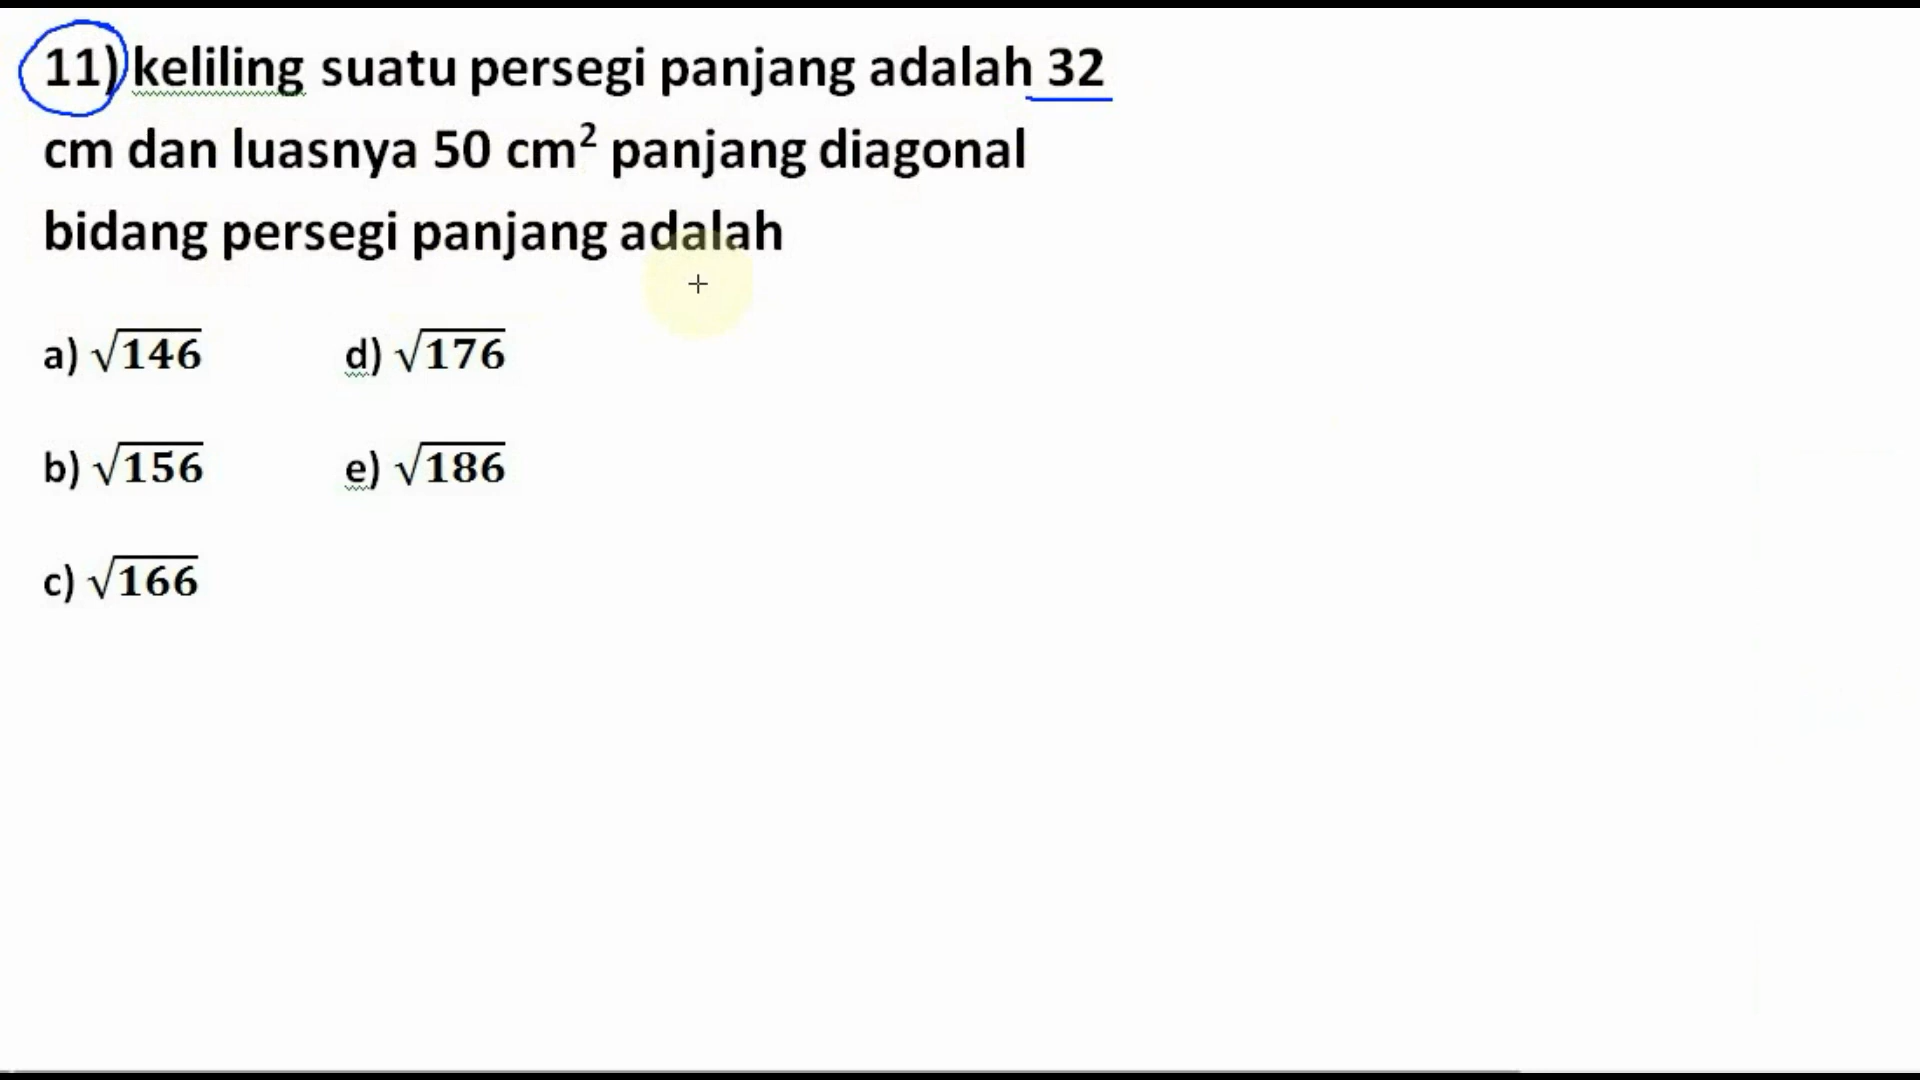 11) keliling suatu persegi panjang adalah 32
cm dan luasnya 50 cm² panjang diagonal
bidang persegi panjang adalah
a) √146 d) √176
b) √156 e) √186
c) √166